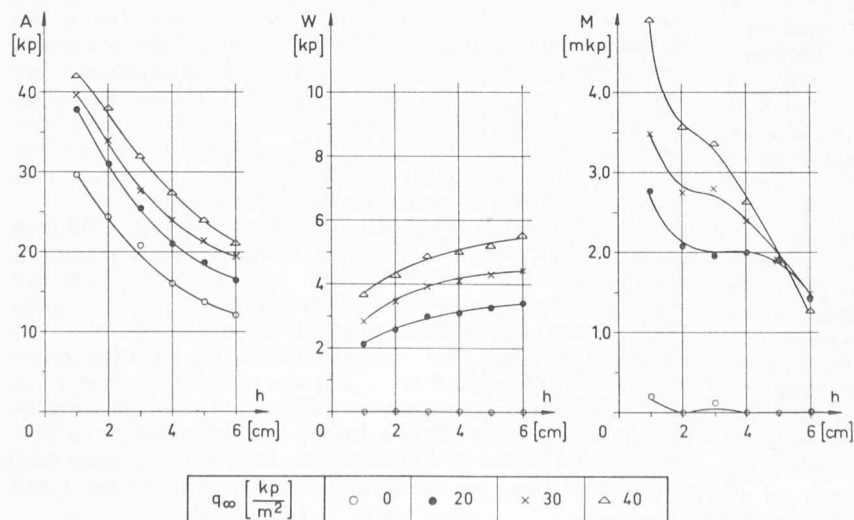 A
[kp]
40
30
20
10
h
0 2 4 6 [cm]
W
[kp]
10
8
6
4
2
h
0 2 4 6 [cm]
M
[mkp]
4,0
3,0
2,0
1,0
h
0 2 4 6 [cm]
q∞ [kp/m²] ○ 0 ● 20 × 30 △ 40